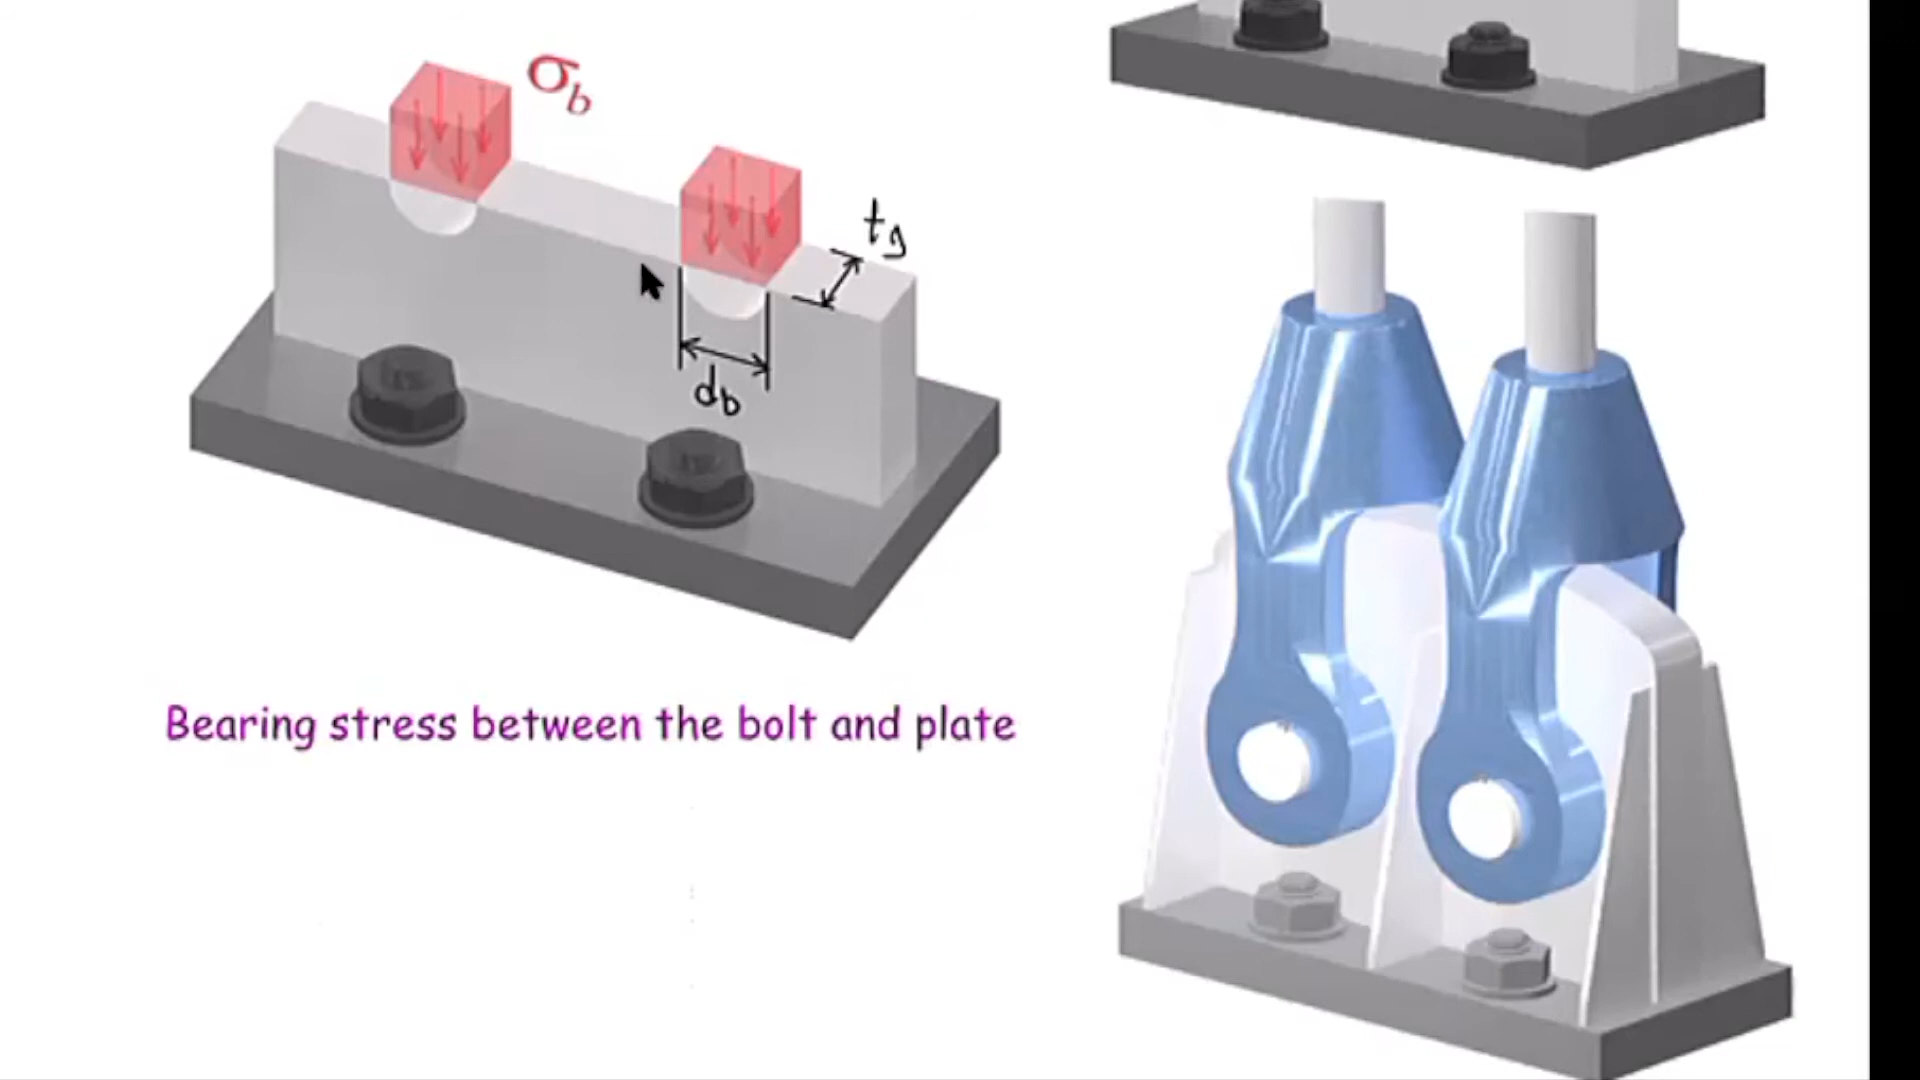 σb
tg
db
Bearing stress between the bolt and plate